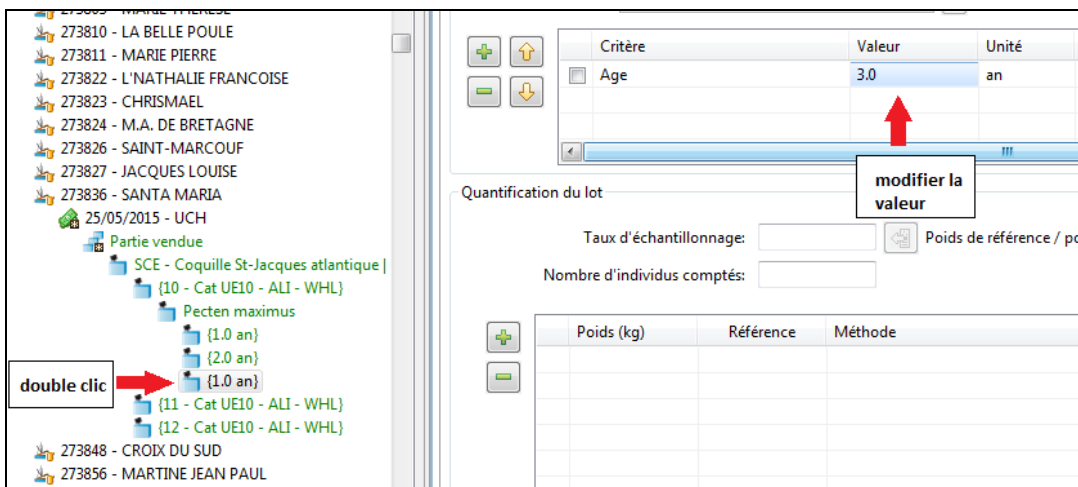 273810 - LA BELLE POULE
273811 - MARIE PIERRE
273822 - L'NATHALIE FRANCOISE
273823 - CHRISMAEL
273824 - M.A. DE BRETAGNE
273826 - SAINT-MARCOUF
273827 - JACQUES LOUISE
273836 - SANTA MARIA
25/05/2015 - UCH
Partie vendue
SCE - Coquille St-Jacques atlantique |
{10 - Cat UE10 - ALI - WHL}
Pecten maximus
{1.0 an}
{2.0 an}
double clic
{1.0 an}
{11 - Cat UE10 - ALI - WHL}
{12 - Cat UE10 - ALI - WHL}
273848 - CROIX DU SUD
273856 - MARTINE JEAN PAUL
Critère Valeur Unité
Age 3.0 an
modifier la
valeur
Quantification du lot
Taux d'échantillonnage: Poids de référence / po
Nombre d'individus comptés:
Poids (kg) Référence Méthode